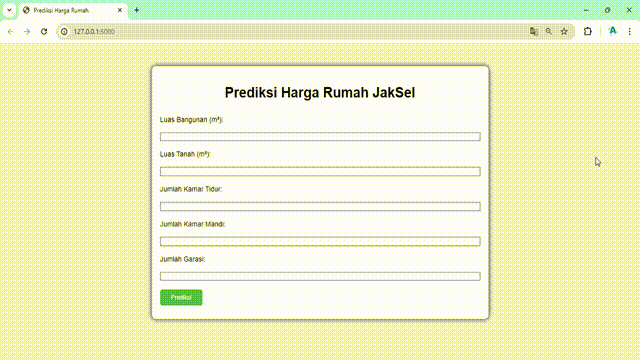 Prediksi Harga Rumah
127.0.0.1:5000
Prediksi Harga Rumah JakSel
Luas Bangunan (m²):
Luas Tanah (m²):
Jumlah Kamar Tidur:
Jumlah Kamar Mandi:
Jumlah Garasi:
Prediksi